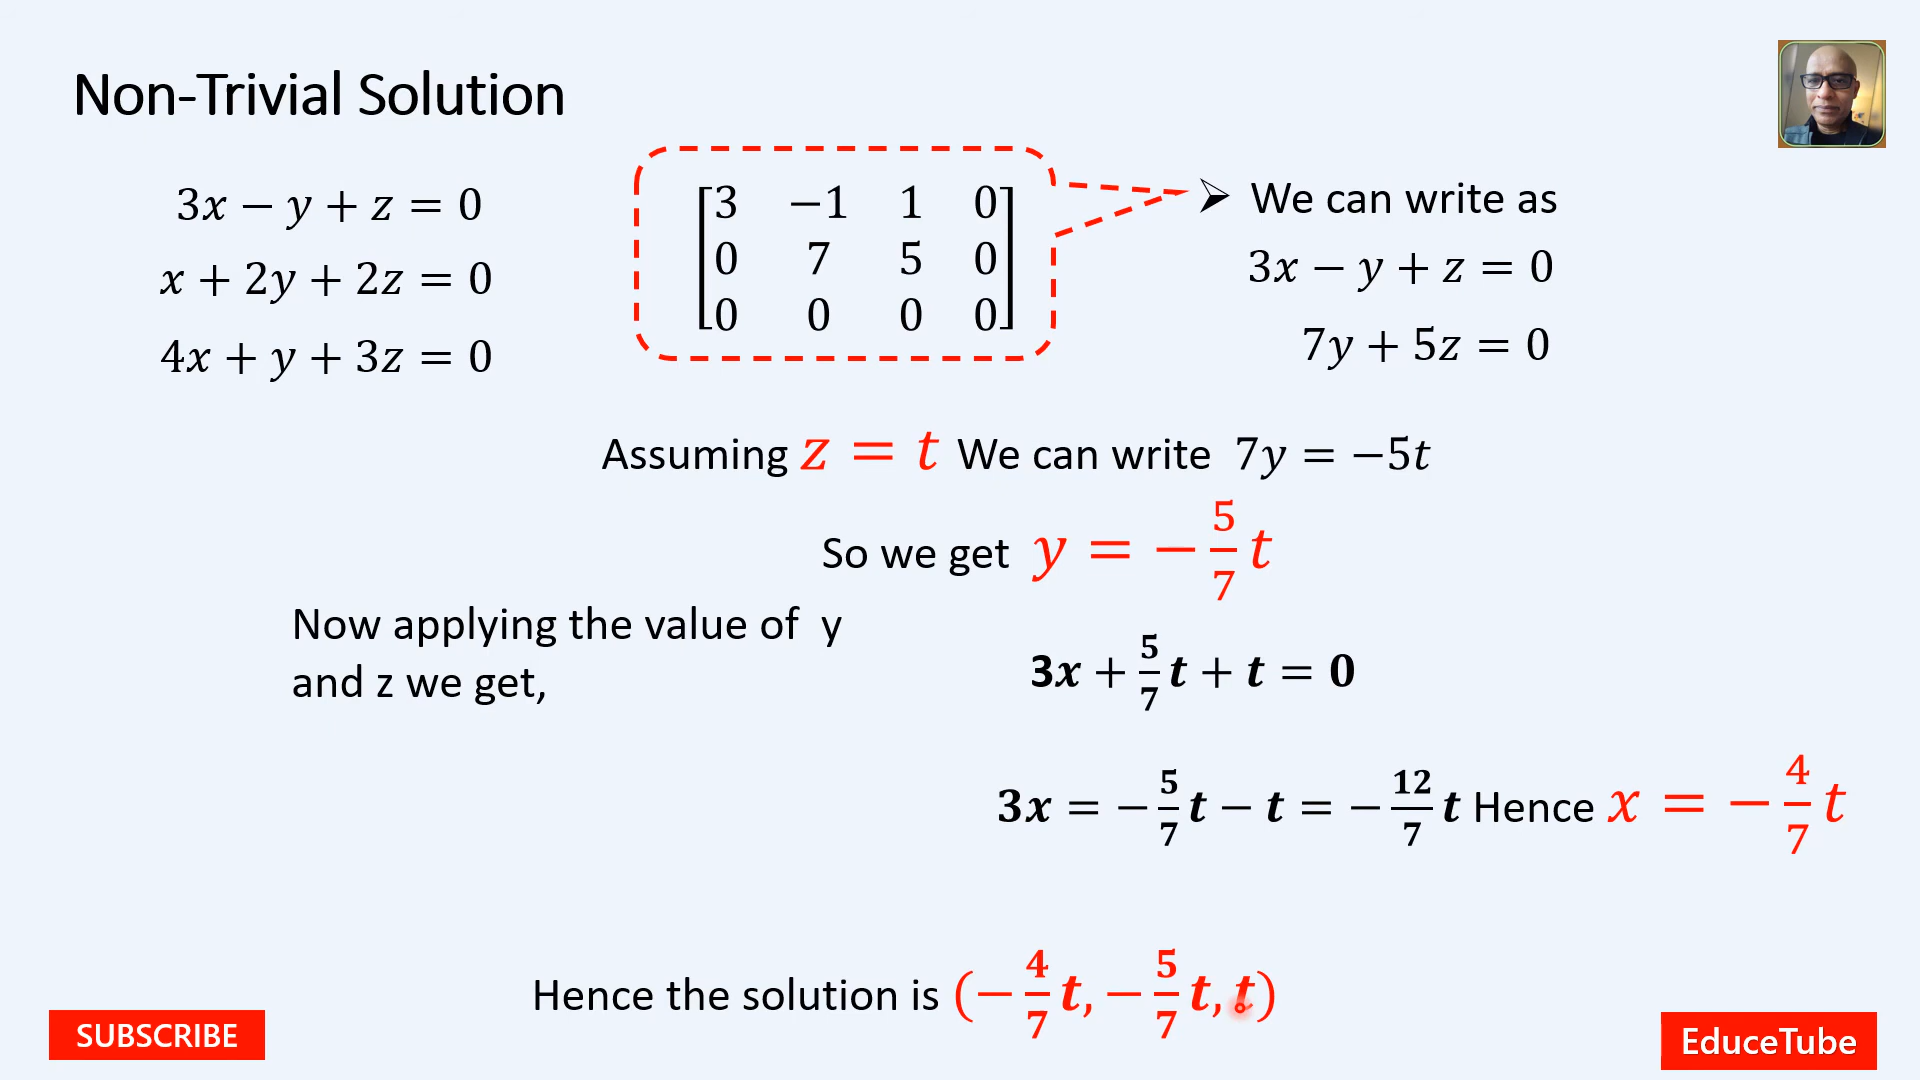 Non-Trivial Solution
3x − y + z = 0
x + 2y + 2z = 0
4x + y + 3z = 0
[3 −1 1 0]
[0 7 5 0]
[0 0 0 0]
➢ We can write as
3x − y + z = 0
7y + 5z = 0
Assuming z = t We can write 7y = −5t
So we get y = −5/7 t
Now applying the value of y
and z we get,
3x + 5/7 t + t = 0
3x = −5/7 t − t = −12/7 t Hence x = −4/7 t
Hence the solution is (−4/7 t, −5/7 t, t)
SUBSCRIBE
EduceTube